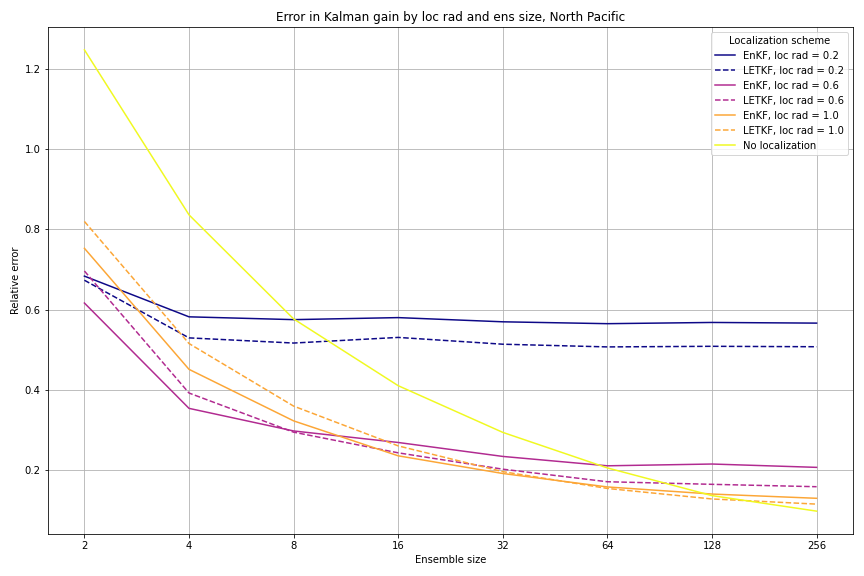 Error in Kalman gain by loc rad and ens size, North Pacific
Localization scheme
EnKF, loc rad = 0.2
LETKF, loc rad = 0.2
EnKF, loc rad = 0.6
LETKF, loc rad = 0.6
EnKF, loc rad = 1.0
LETKF, loc rad = 1.0
No localization
Relative error
1.2
1.0
0.8
0.6
0.4
0.2
2 4 8 16 32 64 128 256
Ensemble size